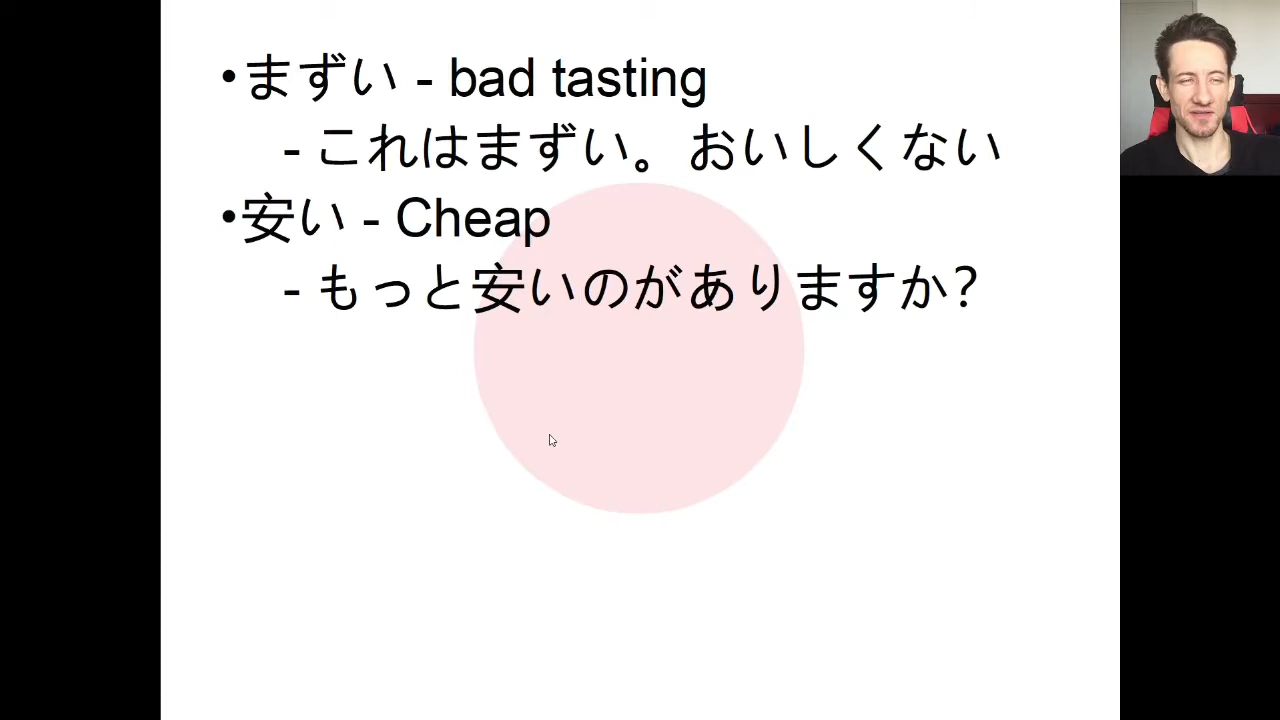 •まずい - bad tasting
- これはまずい。おいしくない
•安い - Cheap
- もっと安いのがありますか?